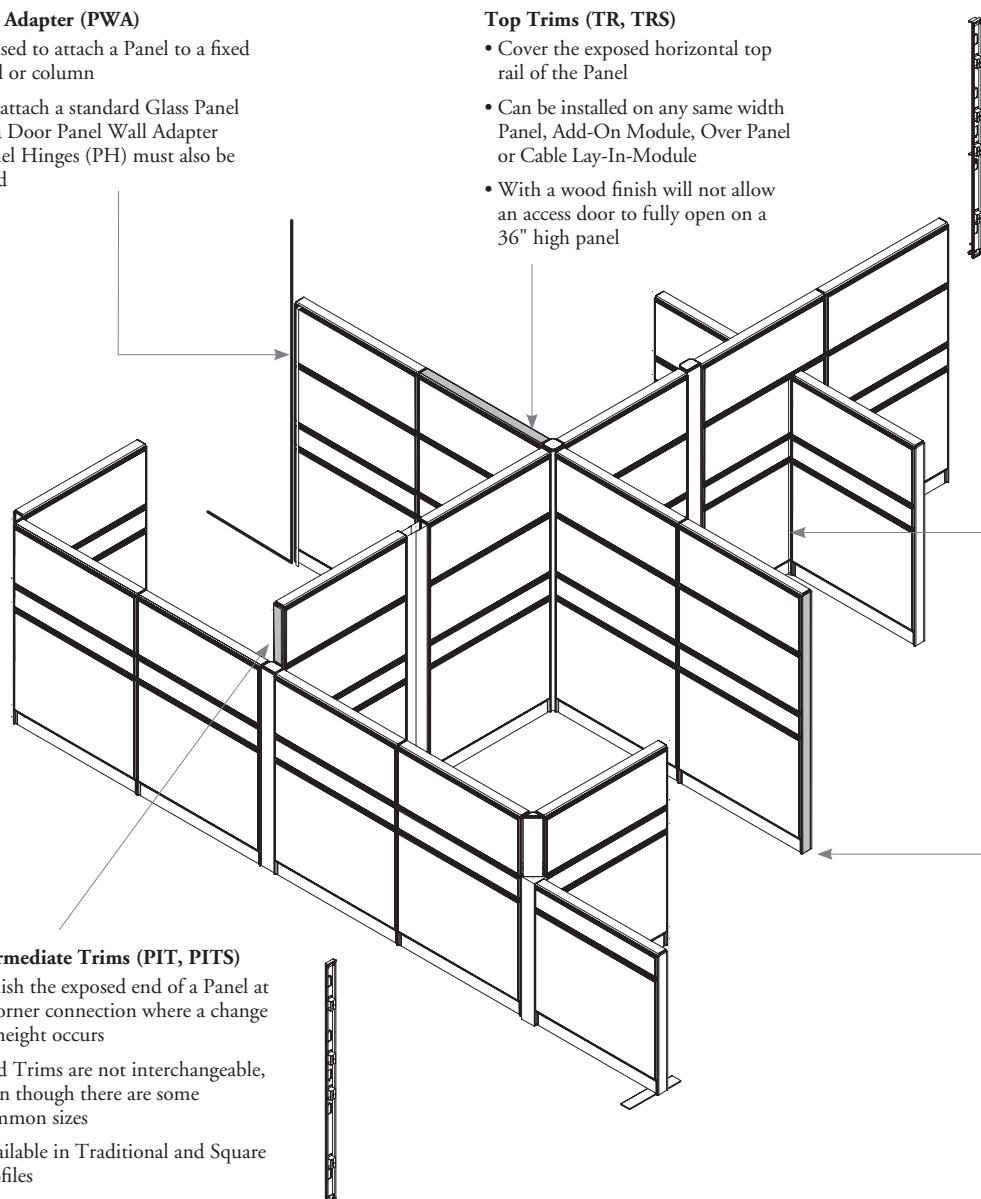 Adapter (PWA)
sed to attach a Panel to a fixed
l or column
attach a standard Glass Panel
Door Panel Wall Adapter
el Hinges (PH) must also be
d
Top Trims (TR, TRS)
• Cover the exposed horizontal top
rail of the Panel
• Can be installed on any same width
Panel, Add-On Module, Over Panel
or Cable Lay-In-Module
• With a wood finish will not allow
an access door to fully open on a
36" high panel
rmediate Trims (PIT, PITS)
ish the exposed end of a Panel at
orner connection where a change
height occurs
d Trims are not interchangeable,
n though there are some
mmon sizes
ailable in Traditional and Square
files